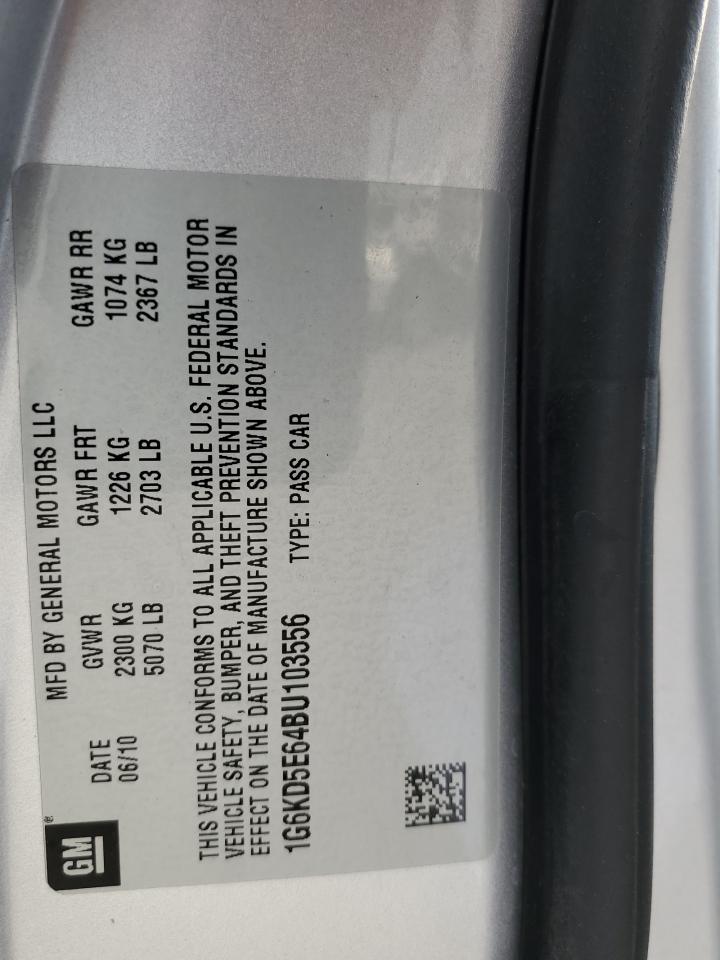 GM®
MFD BY GENERAL MOTORS LLC
DATE GVWR GAWR FRT GAWR RR
06/10 2300 KG 1226 KG 1074 KG
5070 LB 2703 LB 2367 LB
THIS VEHICLE CONFORMS TO ALL APPLICABLE U.S. FEDERAL MOTOR
VEHICLE SAFETY, BUMPER, AND THEFT PREVENTION STANDARDS IN
EFFECT ON THE DATE OF MANUFACTURE SHOWN ABOVE.
1G6KD5E64BU103556 TYPE: PASS CAR